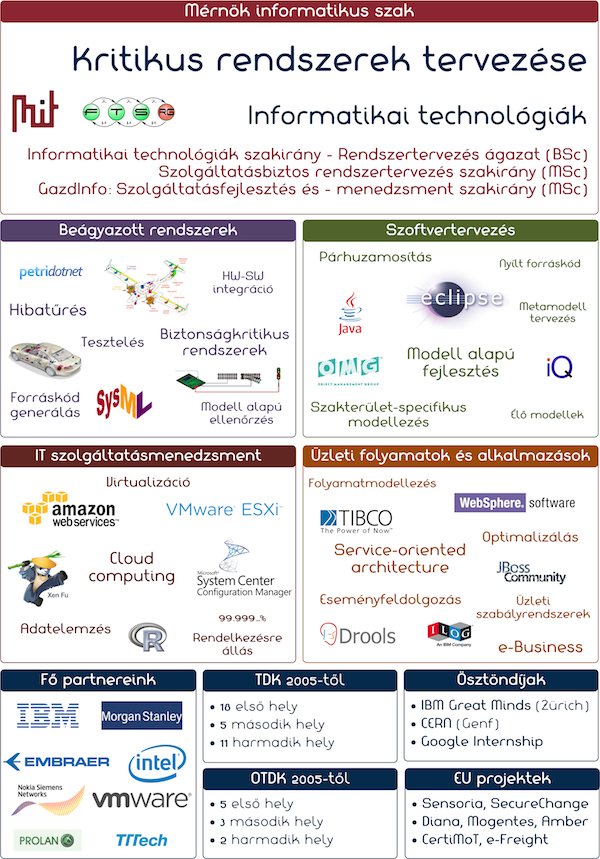 Mérnök informatikus szak
Kritikus rendszerek tervezése
mit
F T S RG
Informatikai technológiák
Informatikai technológiák szakirány - Rendszertervezés ágazat (BSc)
Szolgáltatásbiztos rendszertervezés szakirány (MSc)
GazdInfo: Szolgáltatásfejlesztés és - menedzsment szakirány (MSc)
Beágyazott rendszerek
petridotnet
HW-SW
integráció
Hibatűrés
Tesztelés
Biztonságkritikus
rendszerek
Forráskód
generálás
SysML
Modell alapú
ellenőrzés
Szoftvertervezés
Párhuzamosítás
Nyílt forráskód
eclipse
Java
Metamodell
tervezés
OMG
OBJECT MANAGEMENT GROUP
Modell alapú
fejlesztés
iQ
Szakterület-specifikus
modellezés
Élő modellek
IT szolgáltatásmenedzsment
Virtualizáció
amazon
webservices™
VMware ESXi™
Cloud
computing
Xen Fu
Microsoft
System Center
Configuration Manager
Adatelemzés
R
99.999..%
Rendelkezésre
állás
Üzleti folyamatok és alkalmazások
Folyamatmodellezés
WebSphere. software
TIBCO
The Power of Now™
Optimalizálás
Service-oriented
architecture
JBoss
Community
Eseményfeldolgozás
Üzleti
szabályrendszerek
Drools
ILOG
An IBM Company
e-Business
Fő partnereink
IBM
Morgan Stanley
EMBRAER
intel
Nokia Siemens
Networks
vmware®
PROLAN
TTTech
TDK 2005-től
• 18 első hely
• 5 második hely
• 11 harmadik hely
OTDK 2005-től
• 5 első hely
• 3 második hely
• 2 harmadik hely
Ösztöndíjak
• IBM Great Minds (Zürich)
• CERN (Genf)
• Google Internship
EU projektek
• Sensoria, SecureChange
• Diana, Mogentes, Amber
• CertiMoT, e-Freight